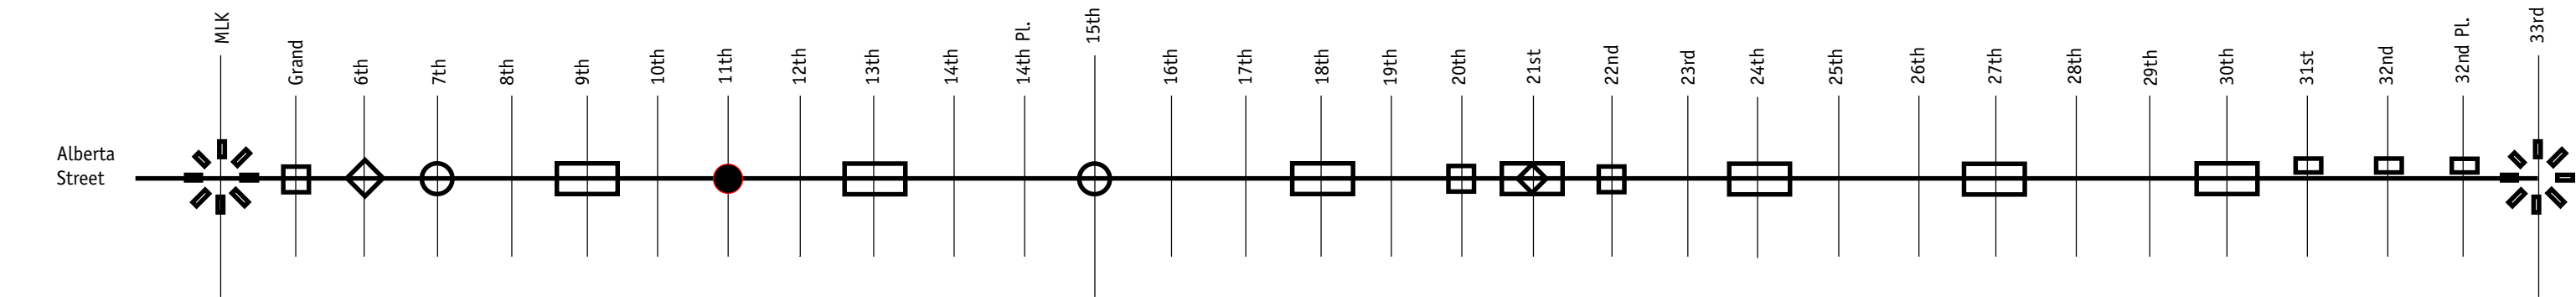 MLK
Grand
6th
7th
8th
9th
10th
11th
12th
13th
14th
14th Pl.
15th
16th
17th
18th
19th
20th
21st
22nd
23rd
24th
25th
26th
27th
28th
29th
30th
31st
32nd
32nd Pl.
33rd
Alberta
Street